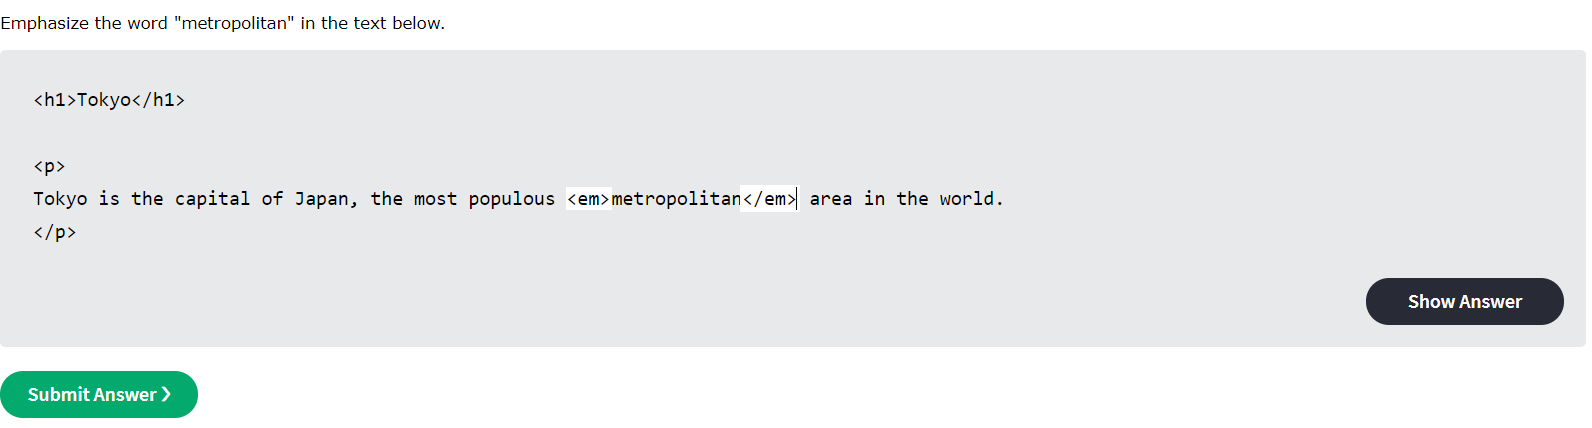 Emphasize the word "metropolitan" in the text below.
<h1>Tokyo</h1>
<p>
Tokyo is the capital of Japan, the most populous <em>metropolitan</em> area in the world.
</p>
Show Answer
Submit Answer ❯